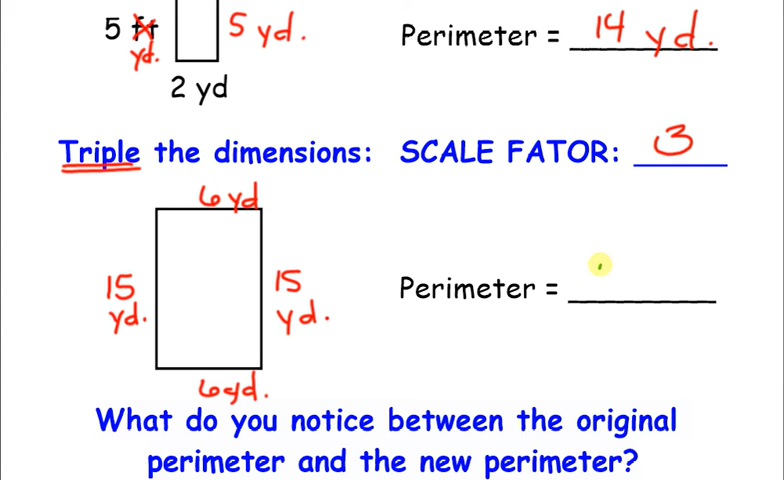 5 ft 5 yd. Perimeter = 14 yd.
yd.
2 yd
Triple the dimensions: SCALE FATOR: 3
6 yd
15 yd. 15 yd. Perimeter = ________
6 yd.
What do you notice between the original
perimeter and the new perimeter?